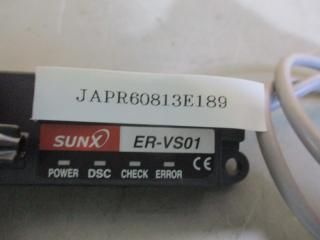 JAPR60813E189
SUNX ER-VS01
POWER DSC CHECK ERROR CE